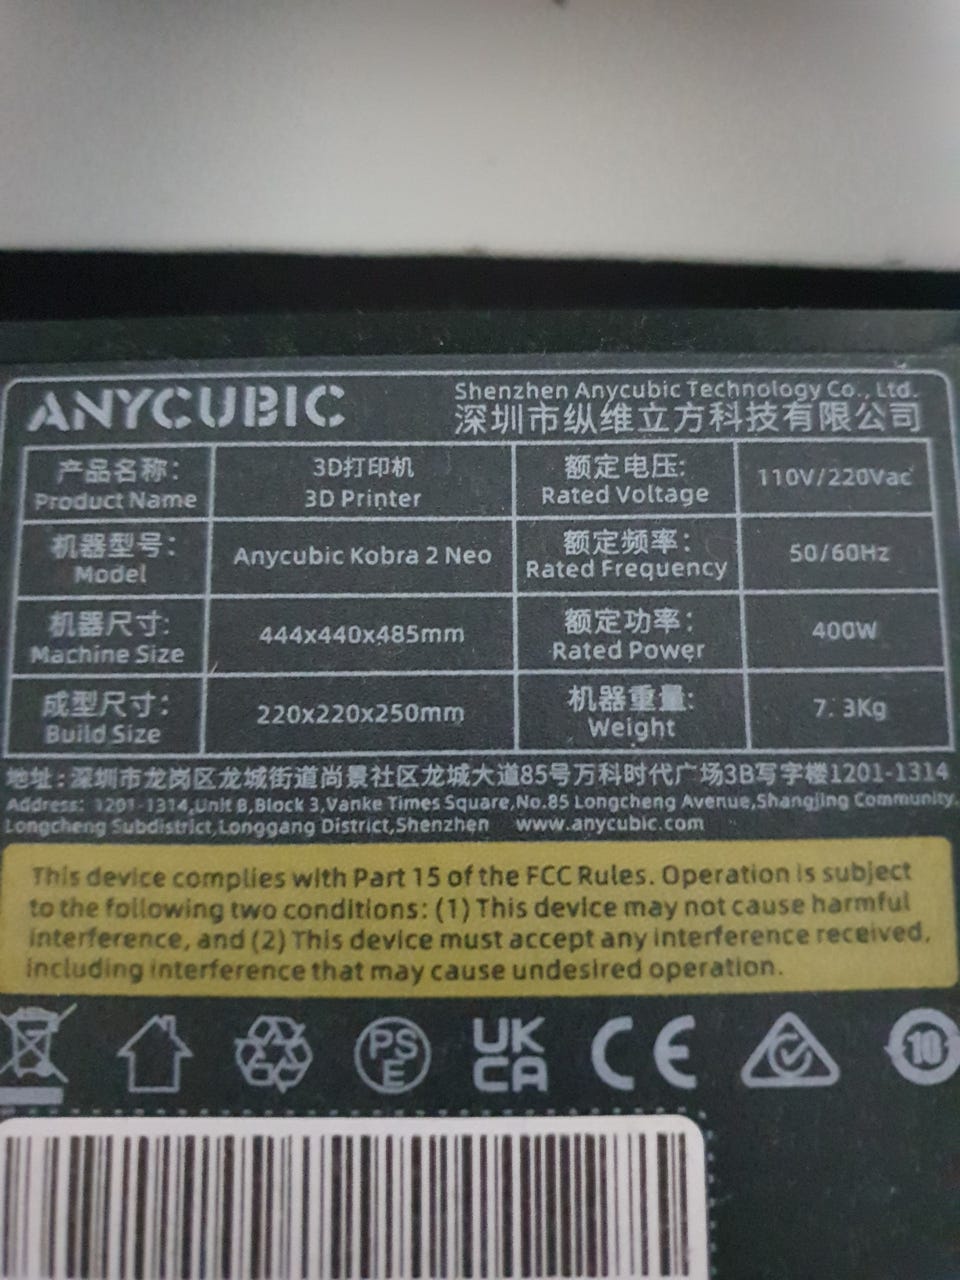 ANYCUBIC
Shenzhen Anycubic Technology Co., Ltd.
深圳市纵维立方科技有限公司
产品名称:
Product Name
3D打印机
3D Printer
额定电压:
Rated Voltage
110V/220Vac
机器型号:
Model
Anycubic Kobra 2 Neo
额定频率:
Rated Frequency
50/60Hz
机器尺寸:
Machine Size
444x440x485mm
额定功率:
Rated Power
400W
成型尺寸:
Build Size
220x220x250mm
机器重量:
Weight
7.3Kg
地址:深圳市龙岗区龙城街道尚景社区龙城大道85号万科时代广场3B写字楼1201-1314
Address: 1201-1314,Unit B,Block 3,Vanke Times Square,No.85 Longcheng Avenue,Shangjing Community,
Longcheng Subdistrict,Longgang District,Shenzhen www.anycubic.com
This device complies with Part 15 of the FCC Rules. Operation is subject
to the following two conditions: (1) This device may not cause harmful
interference, and (2) This device must accept any interference received,
including interference that may cause undesired operation.
PS E UK CA CE 10